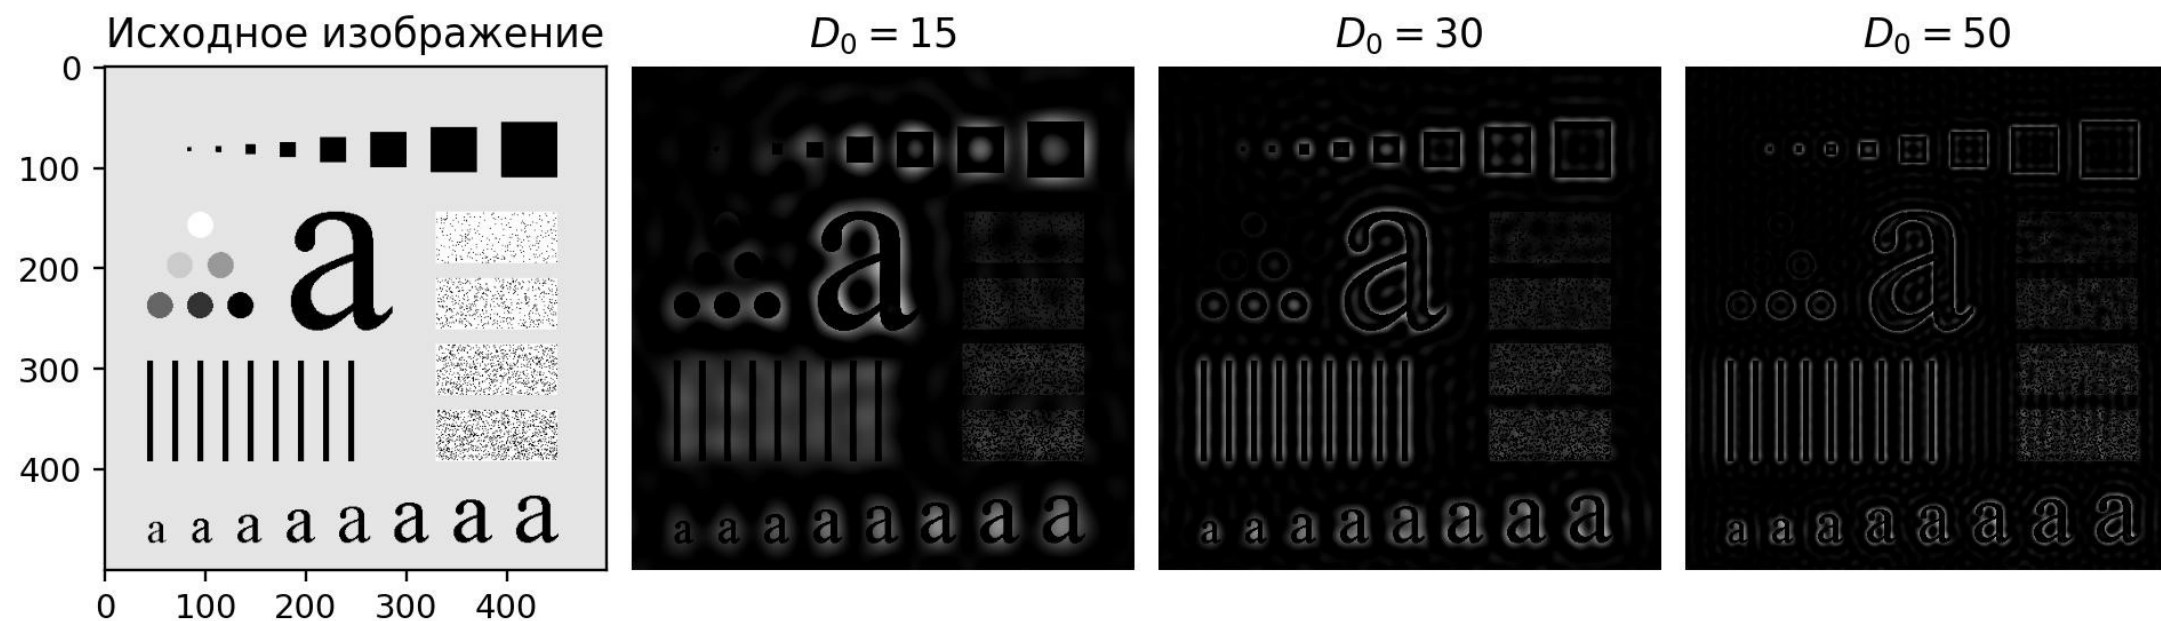 Исходное изображение
D₀ = 15
D₀ = 30
D₀ = 50
0
100
200
300
400
0 100 200 300 400
a
a a a a a a a a
a
a a a a a a a a
a
a a a a a a a a
a
a a a a a a a a